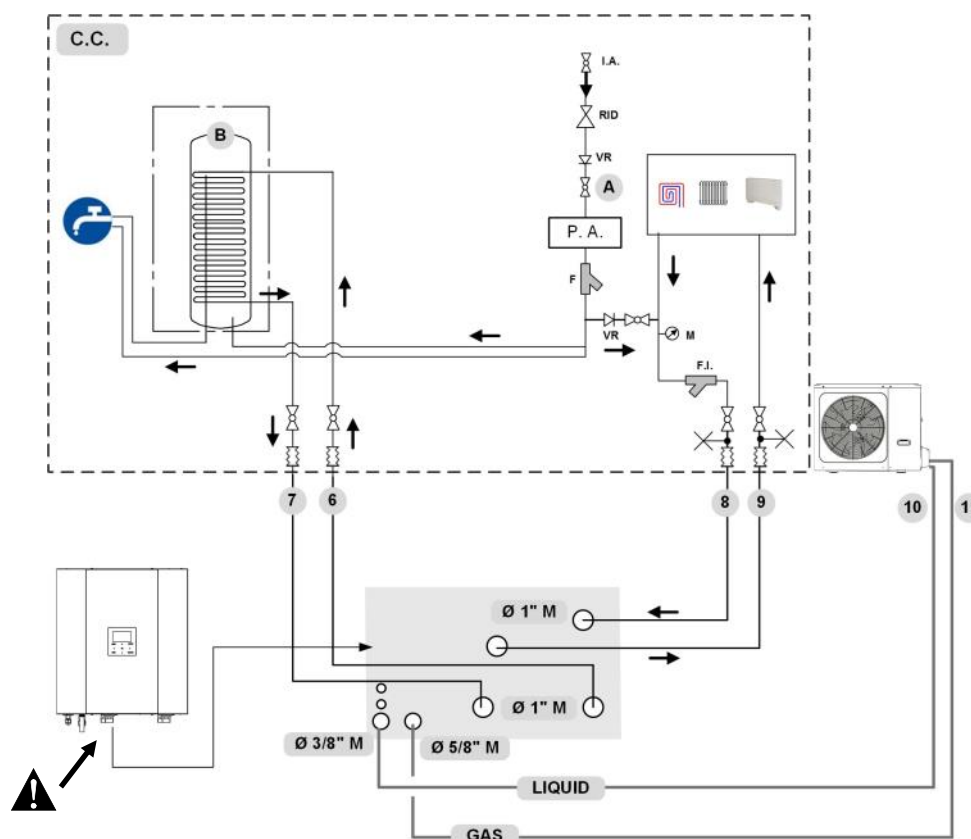 C.C.
I.A.
RID
B
VR
A
P. A.
F
VR
M
F.I.
7
6
8
9
10
1
Ø 1" M
Ø 1" M
Ø 3/8" M
Ø 5/8" M
LIQUID
GAS